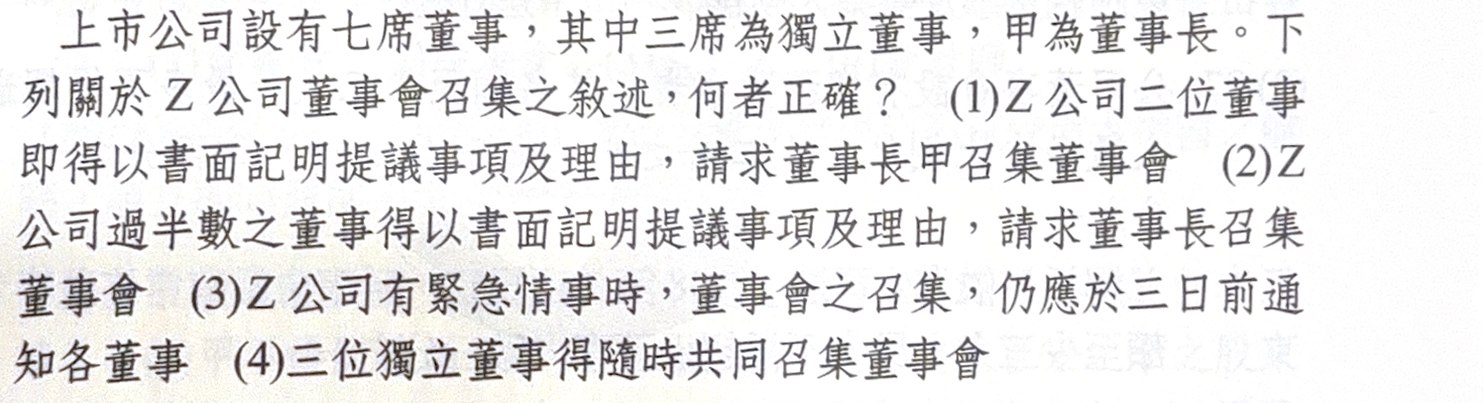 上市公司設有七席董事，其中三席為獨立董事，甲為董事長。下
列關於Z公司董事會召集之敘述，何者正確？ (1)Z公司二位董事
即得以書面記明提議事項及理由，請求董事長甲召集董事會 (2)Z
公司過半數之董事得以書面記明提議事項及理由，請求董事長召集
董事會 (3)Z公司有緊急情事時，董事會之召集，仍應於三日前通
知各董事 (4)三位獨立董事得隨時共同召集董事會